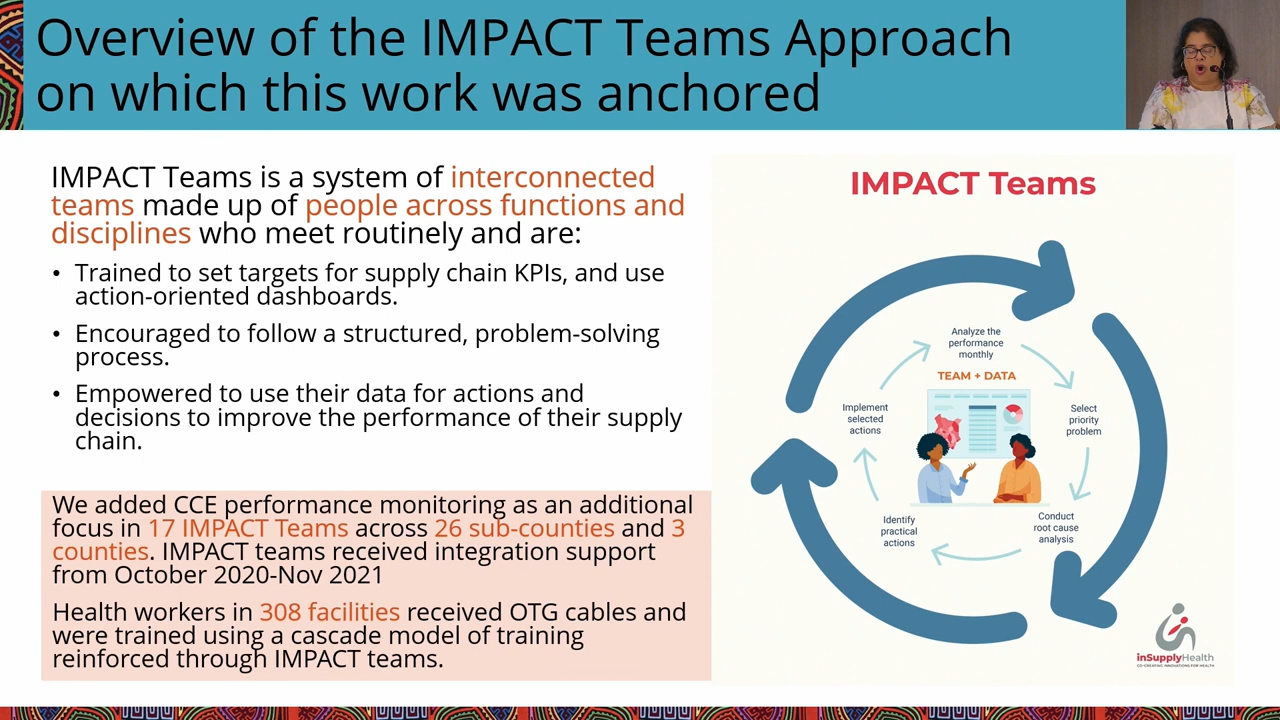 Overview of the IMPACT Teams Approach
on which this work was anchored
IMPACT Teams is a system of interconnected
teams made up of people across functions and
disciplines who meet routinely and are:
• Trained to set targets for supply chain KPIs, and use
action-oriented dashboards.
• Encouraged to follow a structured, problem-solving
process.
• Empowered to use their data for actions and
decisions to improve the performance of their supply
chain.
We added CCE performance monitoring as an additional
focus in 17 IMPACT Teams across 26 sub-counties and 3
counties. IMPACT teams received integration support
from October 2020-Nov 2021
Health workers in 308 facilities received OTG cables and
were trained using a cascade model of training
reinforced through IMPACT teams.
IMPACT Teams
Analyze the
performance
monthly
TEAM + DATA
Select
priority
problem
Conduct
root cause
analysis
Identify
practical
actions
Implement
selected
actions
inSupplyHealth
CO-CREATING INNOVATIONS FOR HEALTH